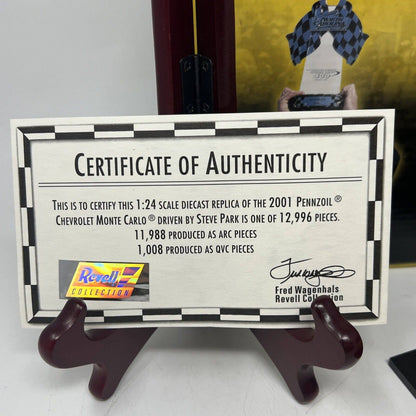 NORTH
CAROLINA
CERTIFICATE OF AUTHENTICITY
THIS IS TO CERTIFY THIS 1:24 SCALE DIECAST REPLICA OF THE 2001 PENNZOIL®
CHEVROLET MONTE CARLO® DRIVEN BY STEVE PARK IS ONE OF 12,996 PIECES.
11,988 PRODUCED AS ARC PIECES
1,008 PRODUCED AS QVC PIECES
Revell
COLLECTION
Fred Wagenhals
Revell Collection